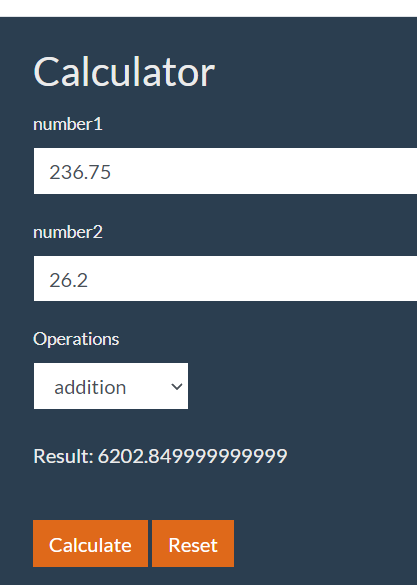 Calculator
number1
236.75
number2
26.2
Operations
addition
Result: 6202.849999999999
Calculate Reset